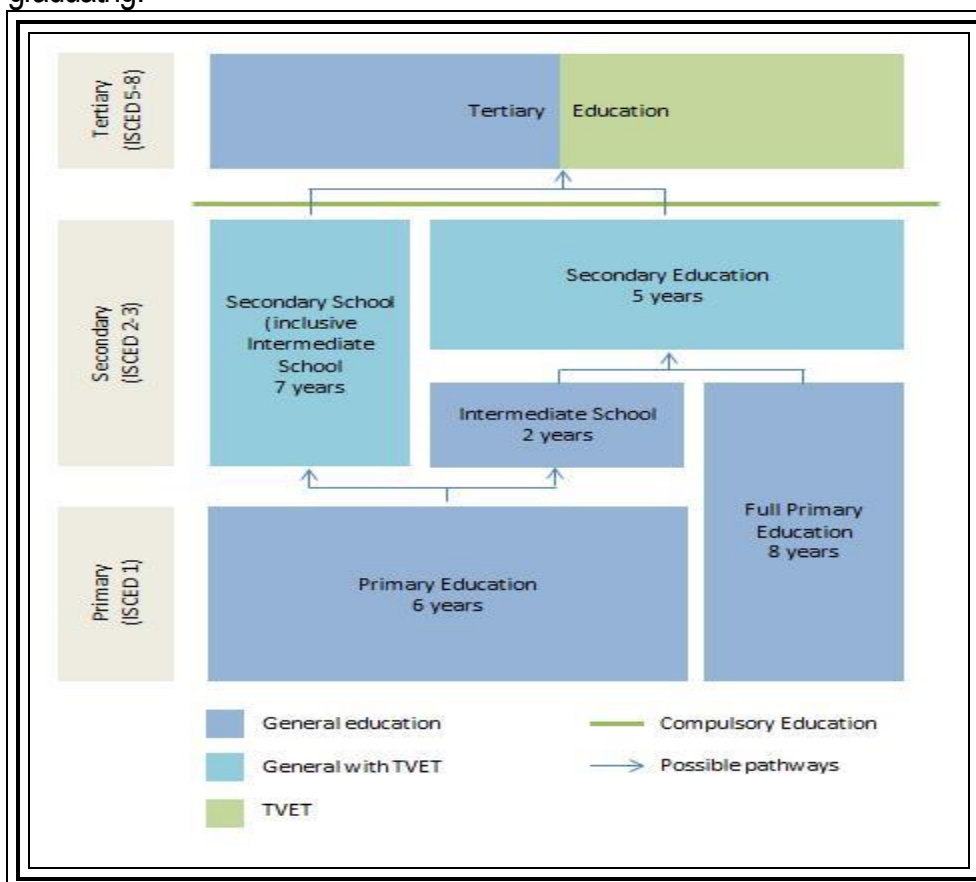 graduating.
Tertiary
(ISCED 5-8)
Tertiary Education
Secondary
(ISCED 2-3)
Secondary School
(inclusive
Intermediate
School
7 years
Secondary Education
5 years
Intermediate School
2 years
Full Primary
Education
8 years
Primary
(ISCED 1)
Primary Education
6 years
General education
Compulsory Education
General with TVET
Possible pathways
TVET